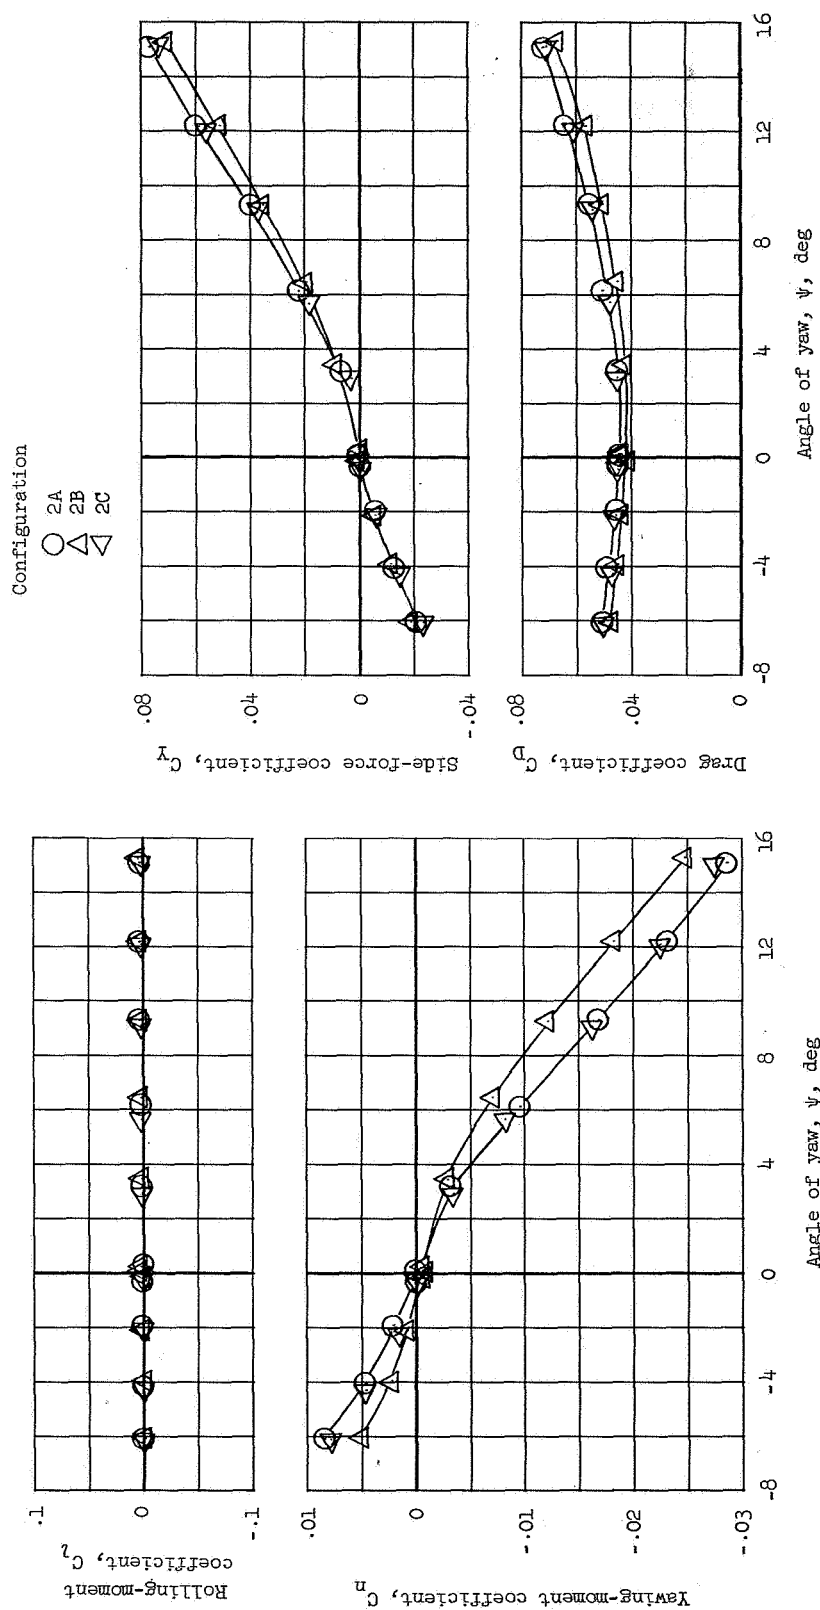 Configuration
2A
2B
2C
.1
0
-.1
Rolling-moment
coefficient, Cl
.01
0
-.01
-.02
-.03
Yawing-moment coefficient, Cn
-8
-4
0
4
8
12
16
Angle of yaw, ψ, deg
.08
.04
0
-.04
Side-force coefficient, CY
.08
.04
0
Drag coefficient, CD
-8
-4
0
4
8
12
16
Angle of yaw, ψ, deg